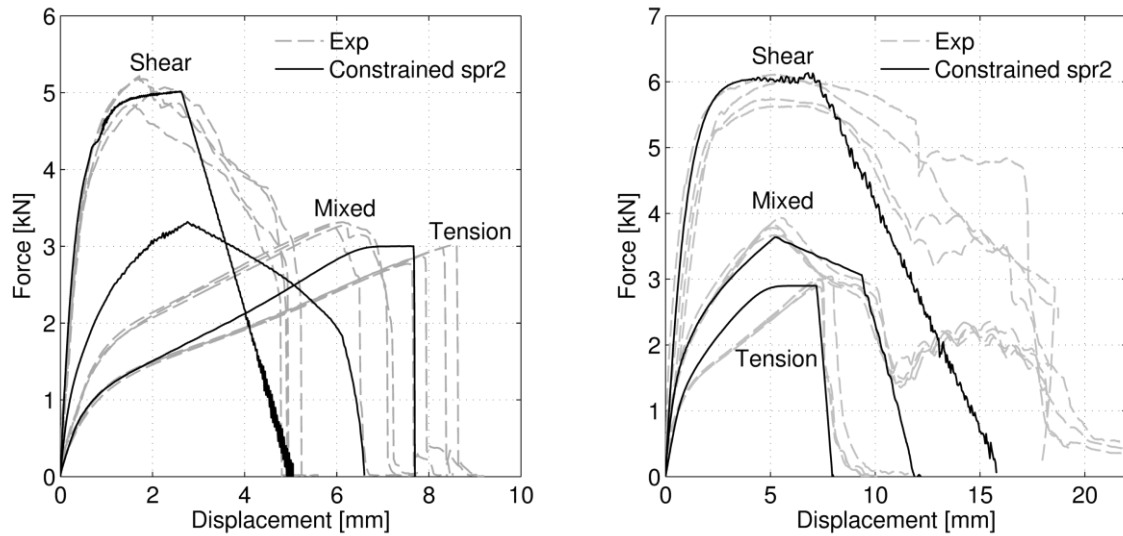 6
5
4
3
2
1
0
Force [kN]
0 2 4 6 8 10
Displacement [mm]
Shear
Mixed
Tension
Exp
Constrained spr2
7
6
5
4
3
2
1
0
Force [kN]
0 5 10 15 20
Displacement [mm]
Shear
Mixed
Tension
Exp
Constrained spr2